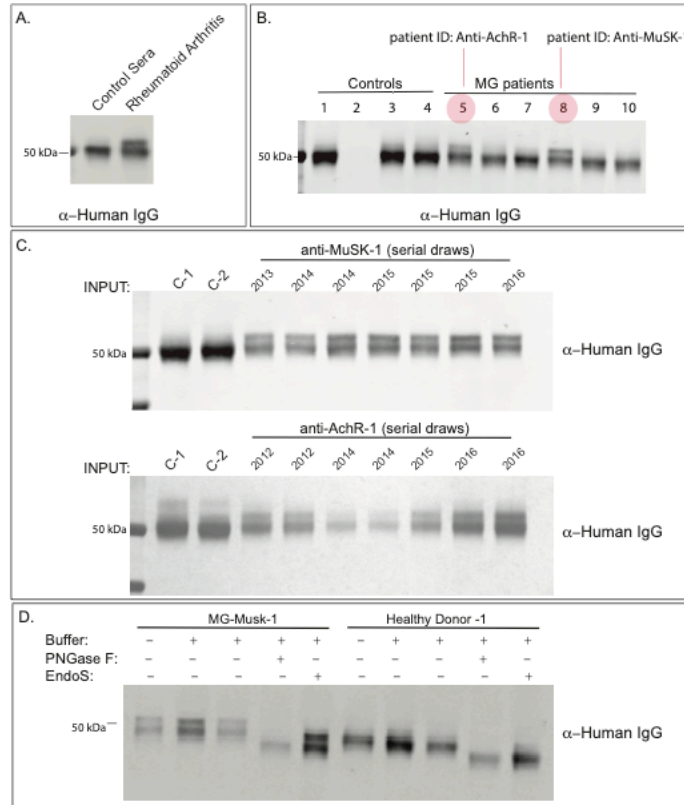 A.
Control Sera
Rheumatoid Arthritis
50 kDa
α–Human IgG
B.
patient ID: Anti-AchR-1
patient ID: Anti-MuSK-1
Controls MG patients
1 2 3 4 5 6 7 8 9 10
50 kDa
α–Human IgG
C.
anti-MuSK-1 (serial draws)
INPUT: C-1 C-2 2013 2014 2014 2015 2015 2015 2016
50 kDa
α–Human IgG
anti-AchR-1 (serial draws)
INPUT: C-1 C-2 2012 2012 2014 2014 2015 2016 2016
50 kDa
α–Human IgG
D.
MG-Musk-1 Healthy Donor -1
Buffer: – + + + + – + + + +
PNGase F: – – – + – – – – + –
EndoS: – – – – + – – – – +
50 kDa
α–Human IgG